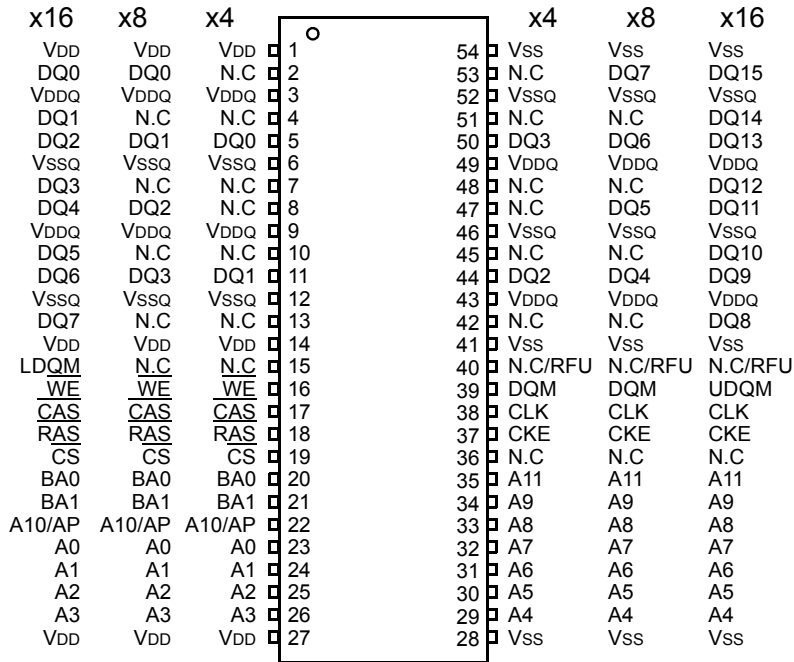 x16 x8 x4 x4 x8 x16
VDD VDD VDD 1 54 VSS VSS VSS
DQ0 DQ0 N.C 2 53 N.C DQ7 DQ15
VDDQ VDDQ VDDQ 3 52 VSSQ VSSQ VSSQ
DQ1 N.C N.C 4 51 N.C N.C DQ14
DQ2 DQ1 DQ0 5 50 DQ3 DQ6 DQ13
VSSQ VSSQ VSSQ 6 49 VDDQ VDDQ VDDQ
DQ3 N.C N.C 7 48 N.C N.C DQ12
DQ4 DQ2 N.C 8 47 N.C DQ5 DQ11
VDDQ VDDQ VDDQ 9 46 VSSQ VSSQ VSSQ
DQ5 N.C N.C 10 45 N.C N.C DQ10
DQ6 DQ3 DQ1 11 44 DQ2 DQ4 DQ9
VSSQ VSSQ VSSQ 12 43 VDDQ VDDQ VDDQ
DQ7 N.C N.C 13 42 N.C N.C DQ8
VDD VDD VDD 14 41 VSS VSS VSS
LDQM N.C N.C 15 40 N.C/RFU N.C/RFU N.C/RFU
WE WE WE 16 39 DQM DQM UDQM
CAS CAS CAS 17 38 CLK CLK CLK
RAS RAS RAS 18 37 CKE CKE CKE
CS CS CS 19 36 N.C N.C N.C
BA0 BA0 BA0 20 35 A11 A11 A11
BA1 BA1 BA1 21 34 A9 A9 A9
A10/AP A10/AP A10/AP 22 33 A8 A8 A8
A0 A0 A0 23 32 A7 A7 A7
A1 A1 A1 24 31 A6 A6 A6
A2 A2 A2 25 30 A5 A5 A5
A3 A3 A3 26 29 A4 A4 A4
VDD VDD VDD 27 28 VSS VSS VSS